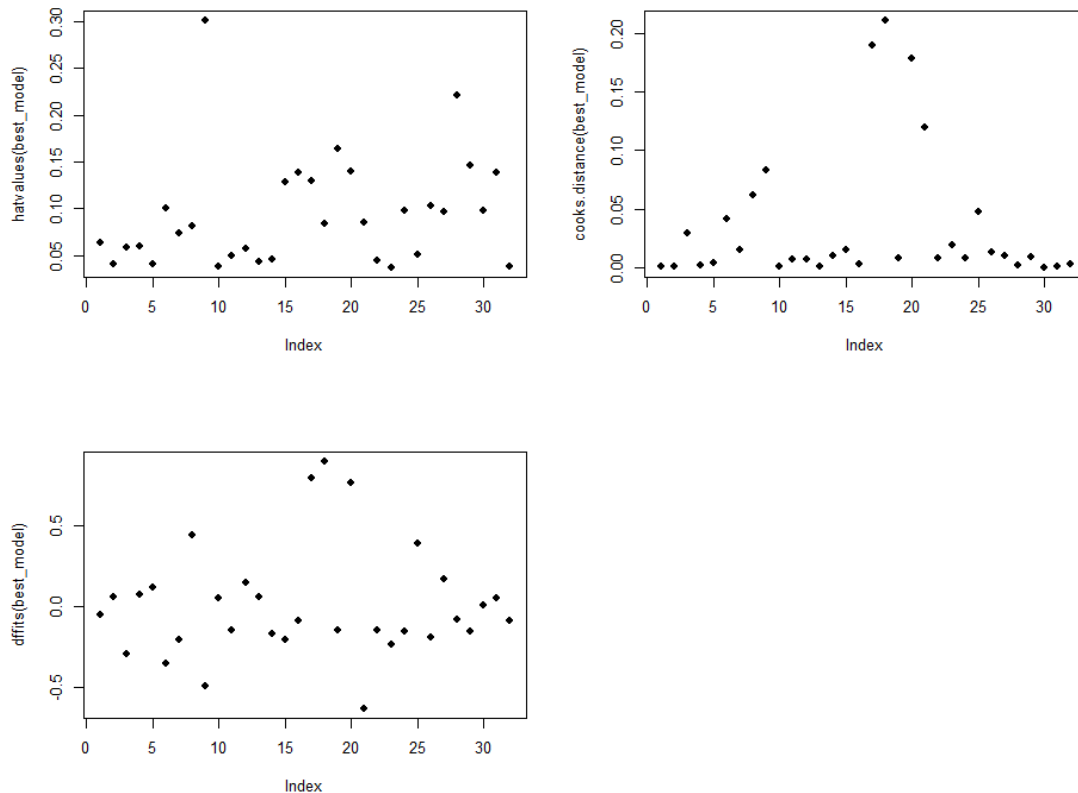 hatvalues(best_model)
0.30
0.25
0.20
0.15
0.10
0.05
0 5 10 15 20 25 30
Index
cooks.distance(best_model)
0.20
0.15
0.10
0.05
0.00
0 5 10 15 20 25 30
Index
dffits(best_model)
0.5
0.0
-0.5
0 5 10 15 20 25 30
Index